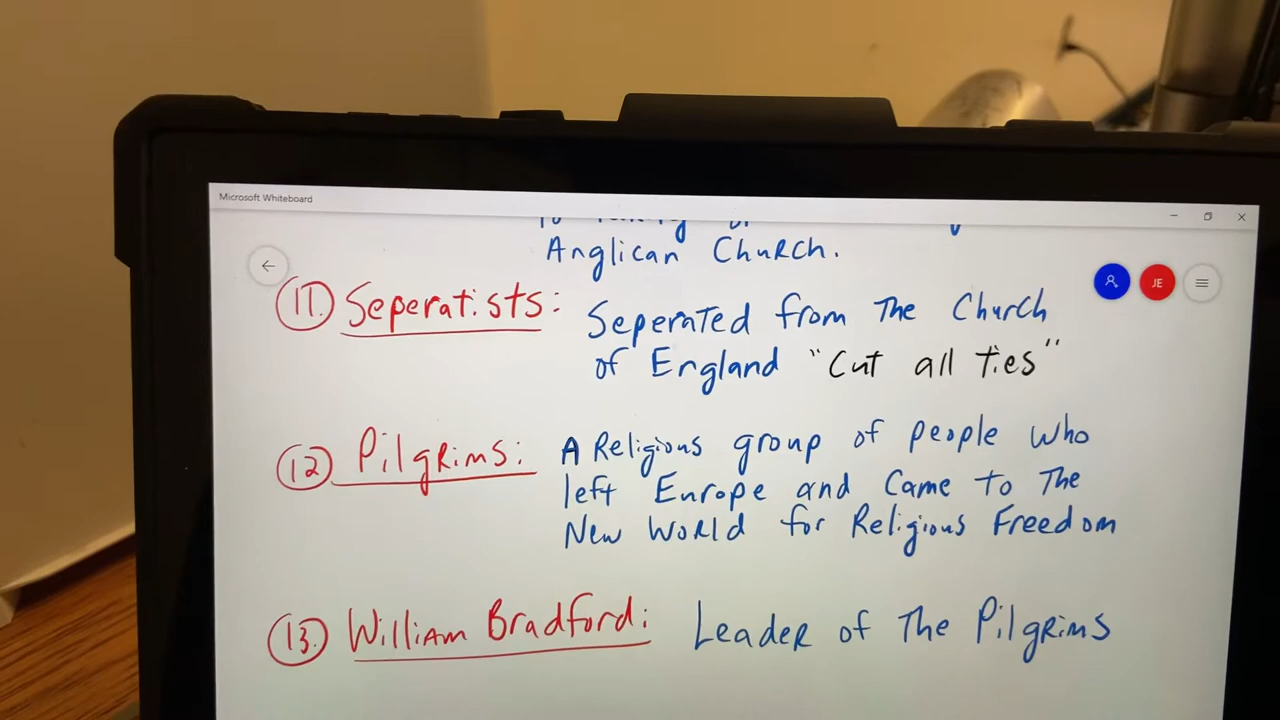 Microsoft Whiteboard
Anglican Church.
JE
11. Seperatists: Seperated from The Church
of England "Cut all Ties"
12 Pilgrims: A Religious group of people who
left Europe and Came to The
New World for Religious Freedom
13. William Bradford: Leader of The Pilgrims